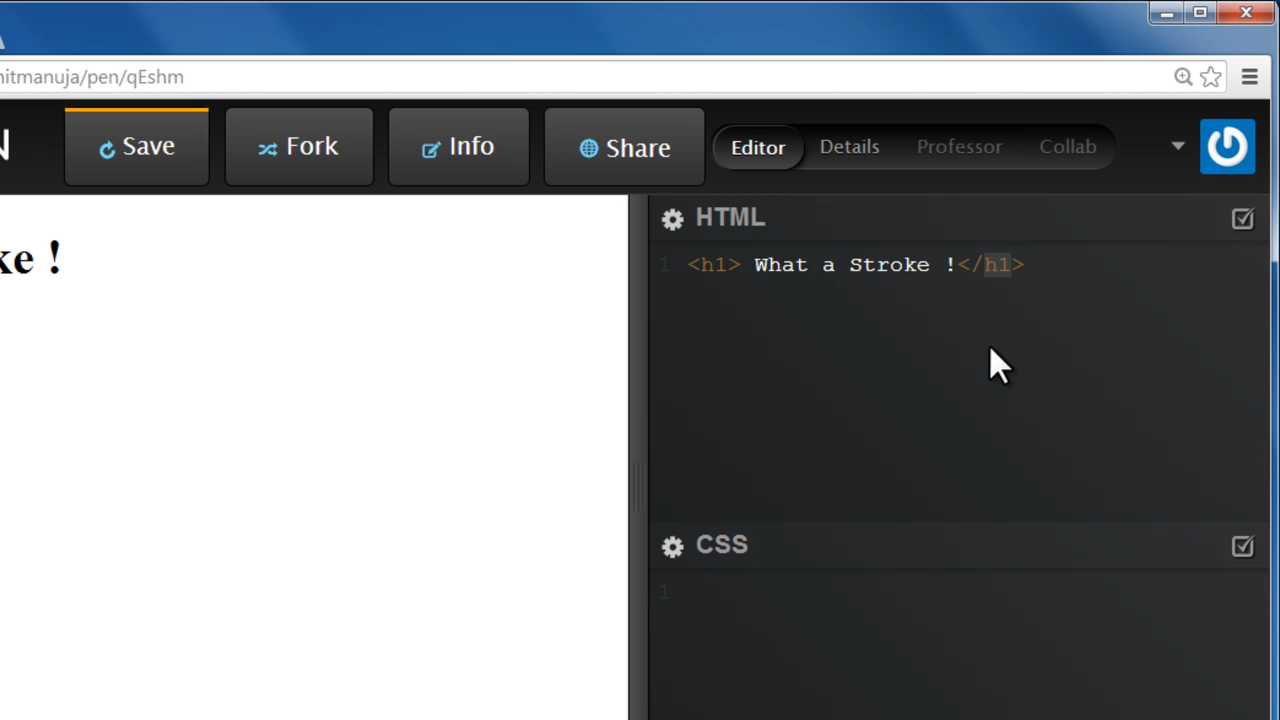 nitmanuja/pen/qEshm
N Save Fork Info Share Editor Details Professor Collab
HTML
ke !
1 <h1> What a Stroke !</h1>
CSS
1